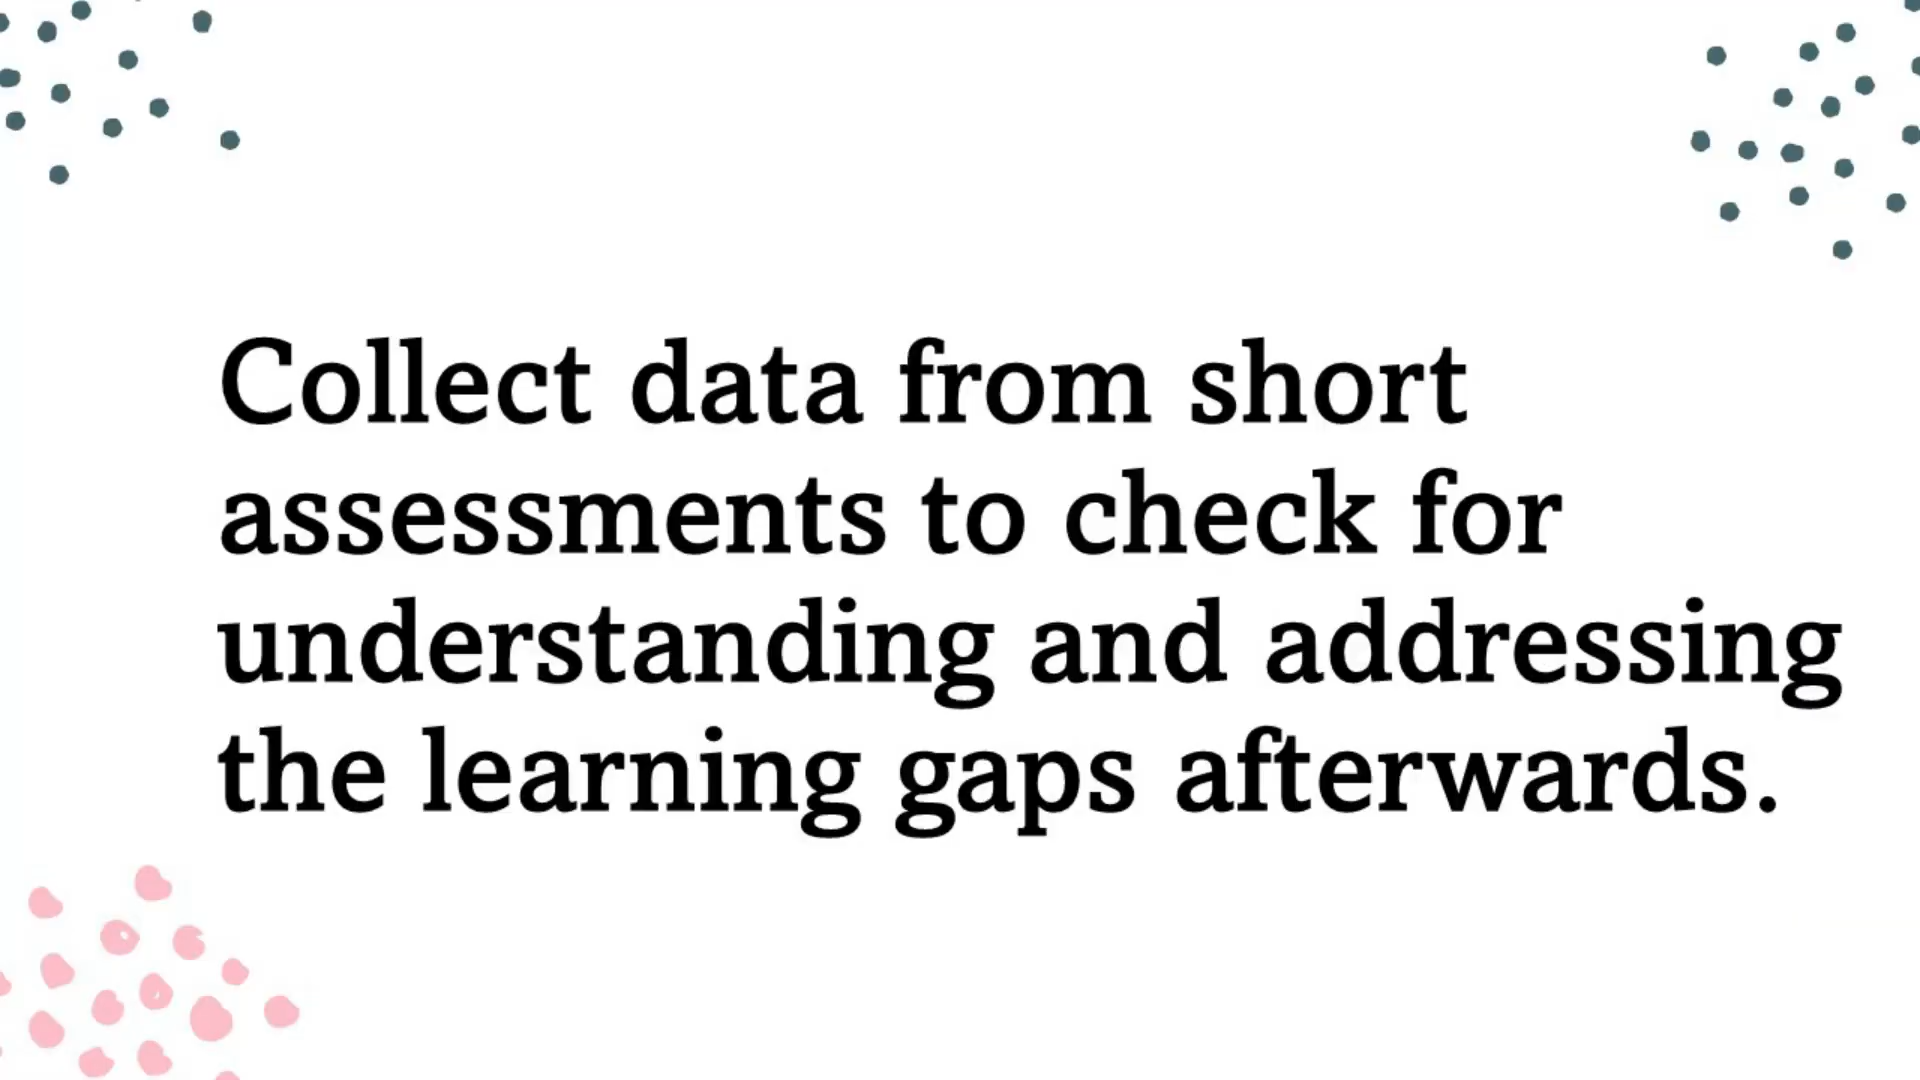 Collect data from short
assessments to check for
understanding and addressing
the learning gaps afterwards.